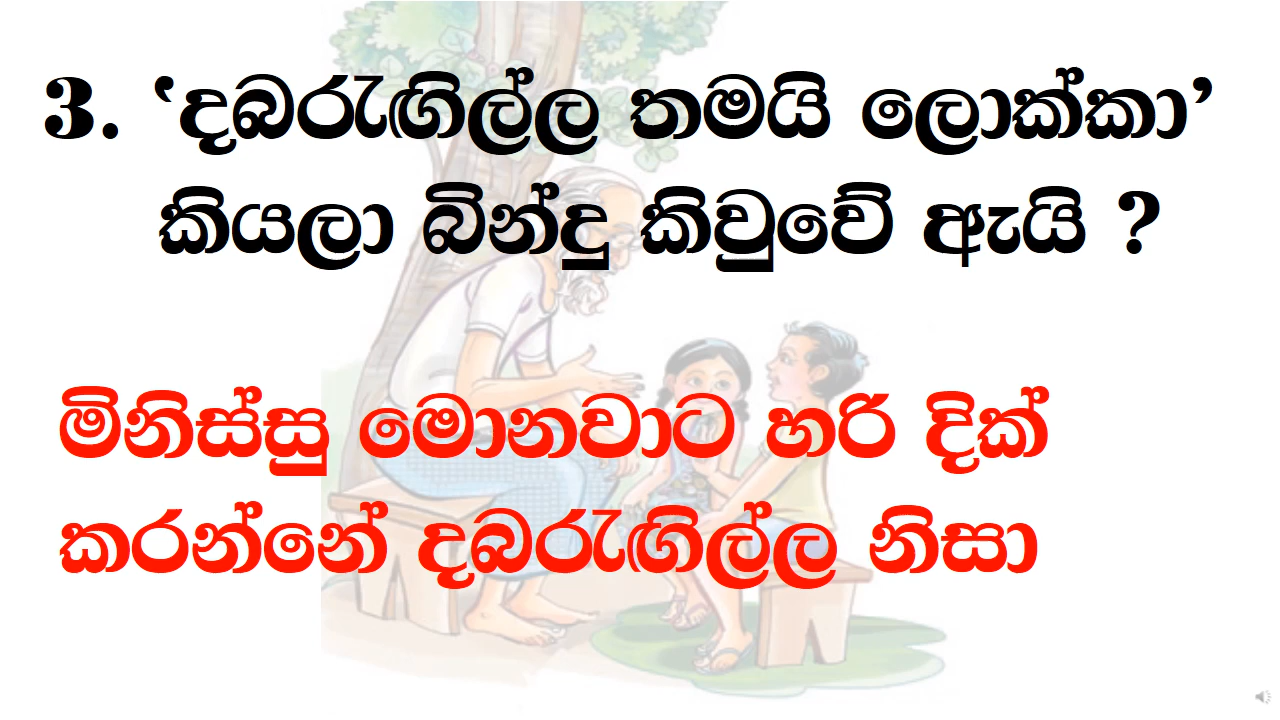 3. ‘දබරැඟිල්ල තමයි ලොක්කා’
කියලා බින්දු කිව්වේ ඇයි ?
මිනිස්සු මොනවාට හරි දික්
කරන්නේ දබරැඟිල්ල නිසා